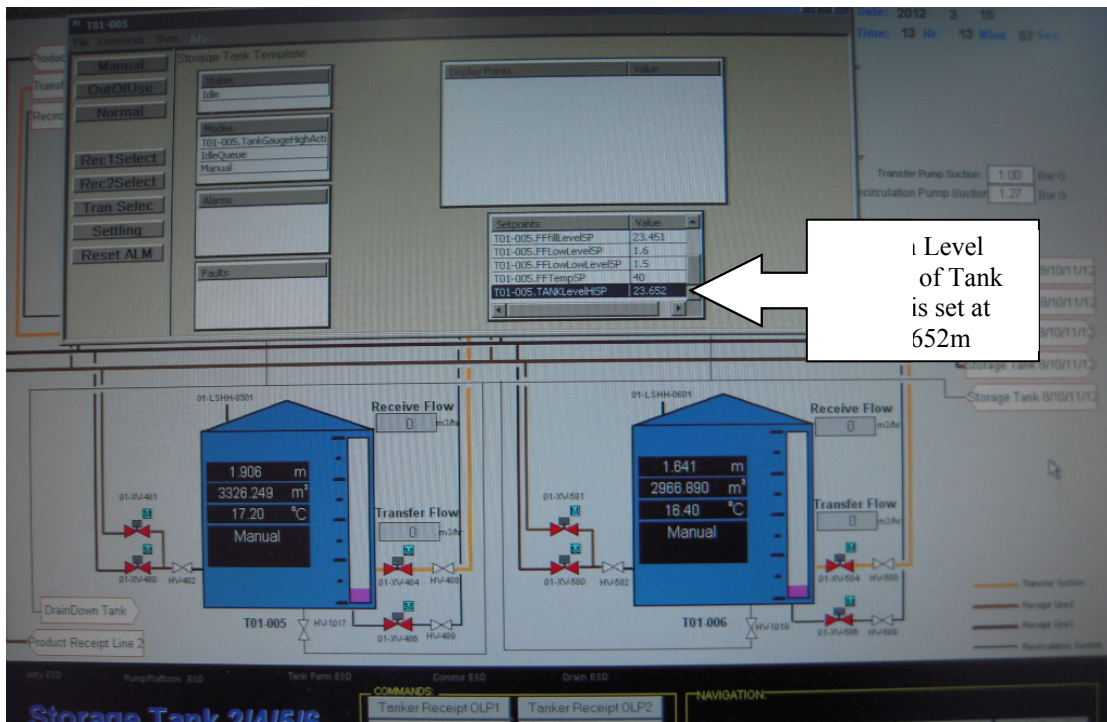 T01-005
Date: 2012- 3 - 15
Time: 13 Hr 13 Mins 57 Sec
File Commands Show Info...
Storage Tank Template
Manual
OutOfUse
Normal
Rec1Select
Rec2Select
Tran Selec
Settling
Reset ALM
States
Idle
Modes
T01-005.TankGaugeHighActi
IdleQueue
Manual
Alarms
Faults
Display Points Value
Setpoints Value
T01-005.FFfillLevelSP 23.451
T01-005.FFLowLevelSP 1.6
T01-005.FFLowLowLevelSP 1.5
T01-005.FFTempSP 40
T01-005.TANKLevelHiSP 23.652
Level
of Tank
is set at
652m
Transfer Pump Suction 1.00 Bar G
Recirculation Pump Suction 1.27 Bar G
8/10/11/12
Storage Tank 8/10/11/12
Storage Tank 8/10/11/12
01-LSHH-0501
Receive Flow
0 m3/hr
1.906 m
3326.249 m³
17.20 °C
Manual
Transfer Flow
0 m3/hr
01-XV-481
M
01-XV-480 HV-482
M
01-XV-484 HV-488
M
01-XV-486 HV-489
T01-005
HV-1017
01-LSHH-0601
Receive Flow
0 m3/hr
1.641 m
2966.890 m³
16.40 °C
Manual
Transfer Flow
0 m3/hr
01-XV-581
M
01-XV-580 HV-582
M
01-XV-584 HV-588
M
01-XV-586 HV-589
T01-006
HV-1019
DrainDown Tank
Product Receipt Line 2
Transfer Suction
Receipt Line2
Receipt Line1
Recirculation Suction
Jetty ESD
Pump Platform ESD
Tank Farm ESD
Comms ESD
Drain ESD
Storage Tank 2/4/5/6
COMMANDS:
Tanker Receipt OLP1
Tanker Receipt OLP2
NAVIGATION: